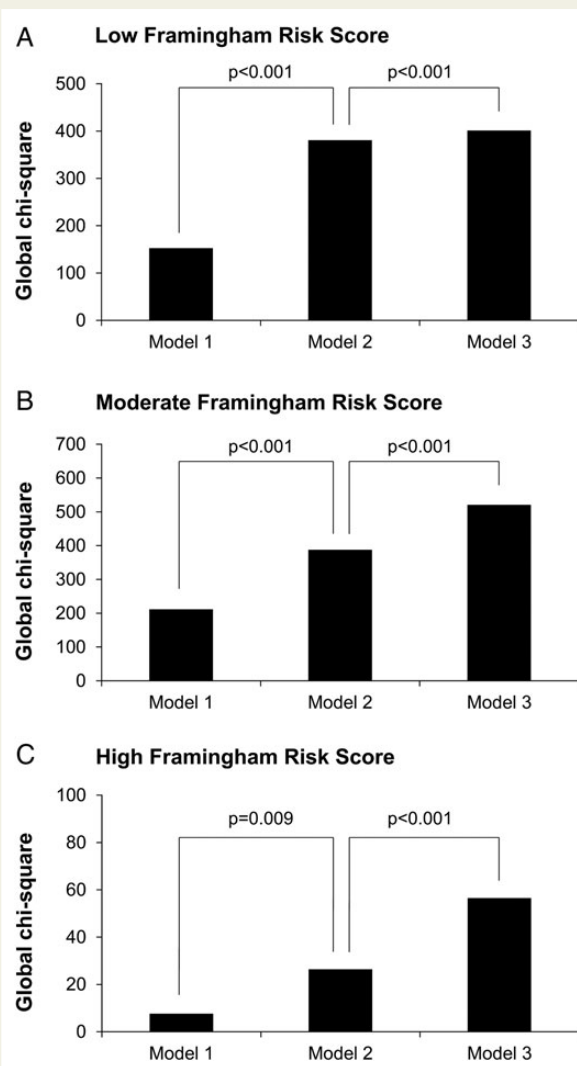 A Low Framingham Risk Score
p<0.001 p<0.001
500
400
300
200
100
0
Global chi-square
Model 1 Model 2 Model 3
B Moderate Framingham Risk Score
p<0.001 p<0.001
700
600
500
400
300
200
100
0
Global chi-square
Model 1 Model 2 Model 3
C High Framingham Risk Score
p=0.009 p<0.001
100
80
60
40
20
0
Global chi-square
Model 1 Model 2 Model 3